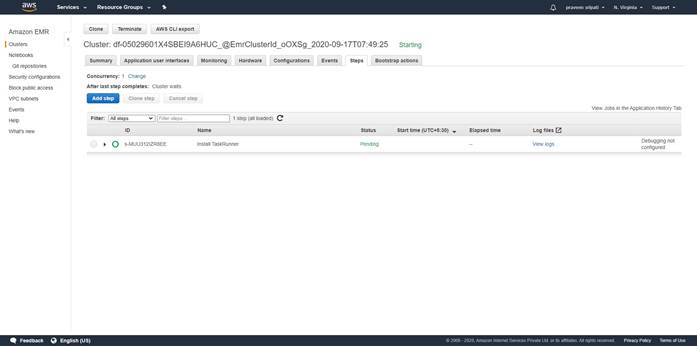 aws Services Resource Groups praveen sripati N. Virginia Support
Amazon EMR
Clusters
Notebooks
Git repositories
Security configurations
Block public access
VPC subnets
Events
Help
What's new
Clone Terminate AWS CLI export
Cluster: df-05029601X4SBEI9A6HUC_@EmrClusterId_oOXSg_2020-09-17T07:49:25 Starting
Summary Application user interfaces Monitoring Hardware Configurations Events Steps Bootstrap actions
Concurrency: 1 Change
After last step completes: Cluster waits
Add step Clone step Cancel step
View Jobs in the Application History Tab
Filter: All steps Filter steps ... 1 step (all loaded)
ID Name Status Start time (UTC+5:30) Elapsed time Log files
Install TaskRunner Pending -- View logs Debugging not
configured
Feedback English (US) © 2008 - 2020, Amazon Internet Services Private Ltd. or its affiliates. All rights reserved. Privacy Policy Terms of Use